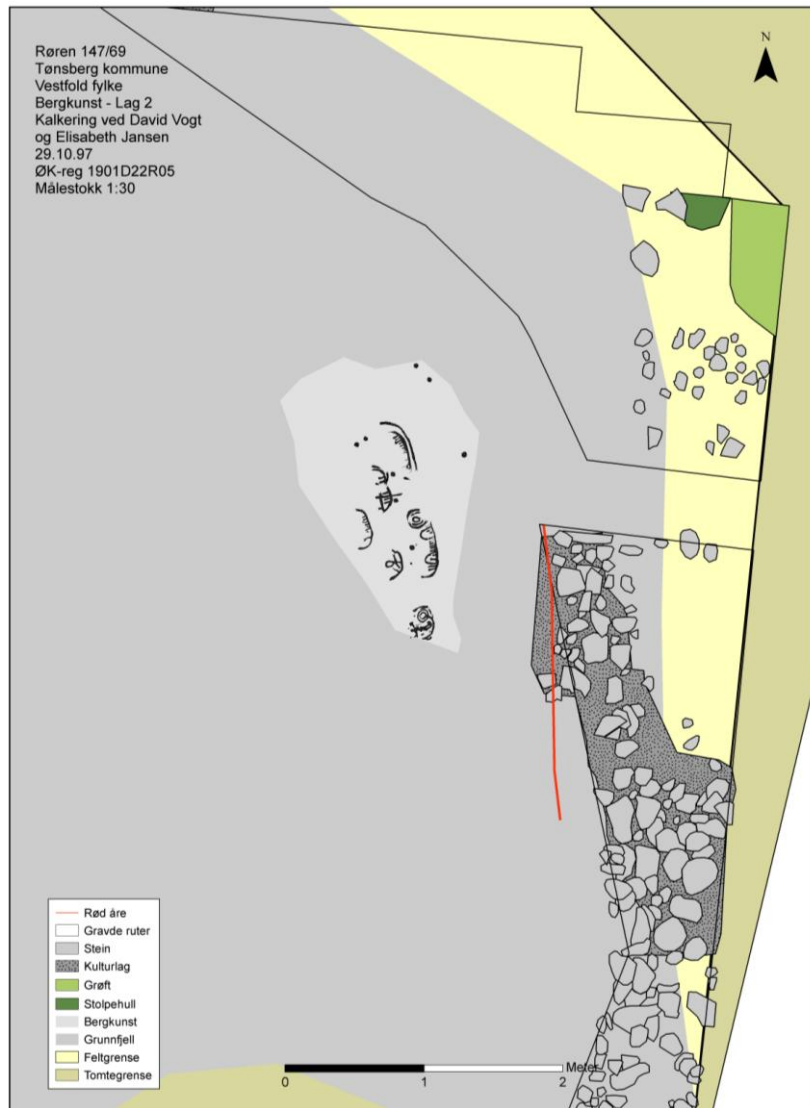 Røren 147/69
Tønsberg kommune
Vestfold fylke
Bergkunst - Lag 2
Kalkering ved David Vogt
og Elisabeth Jansen
29.10.97
ØK-reg 1901D22R05
Målestokk 1:30
N
Rød åre
Gravde ruter
Stein
Kulturlag
Grøft
Stolpehull
Bergkunst
Grunnfjell
Feltgrense
Tomtegrense
Meter
0 1 2